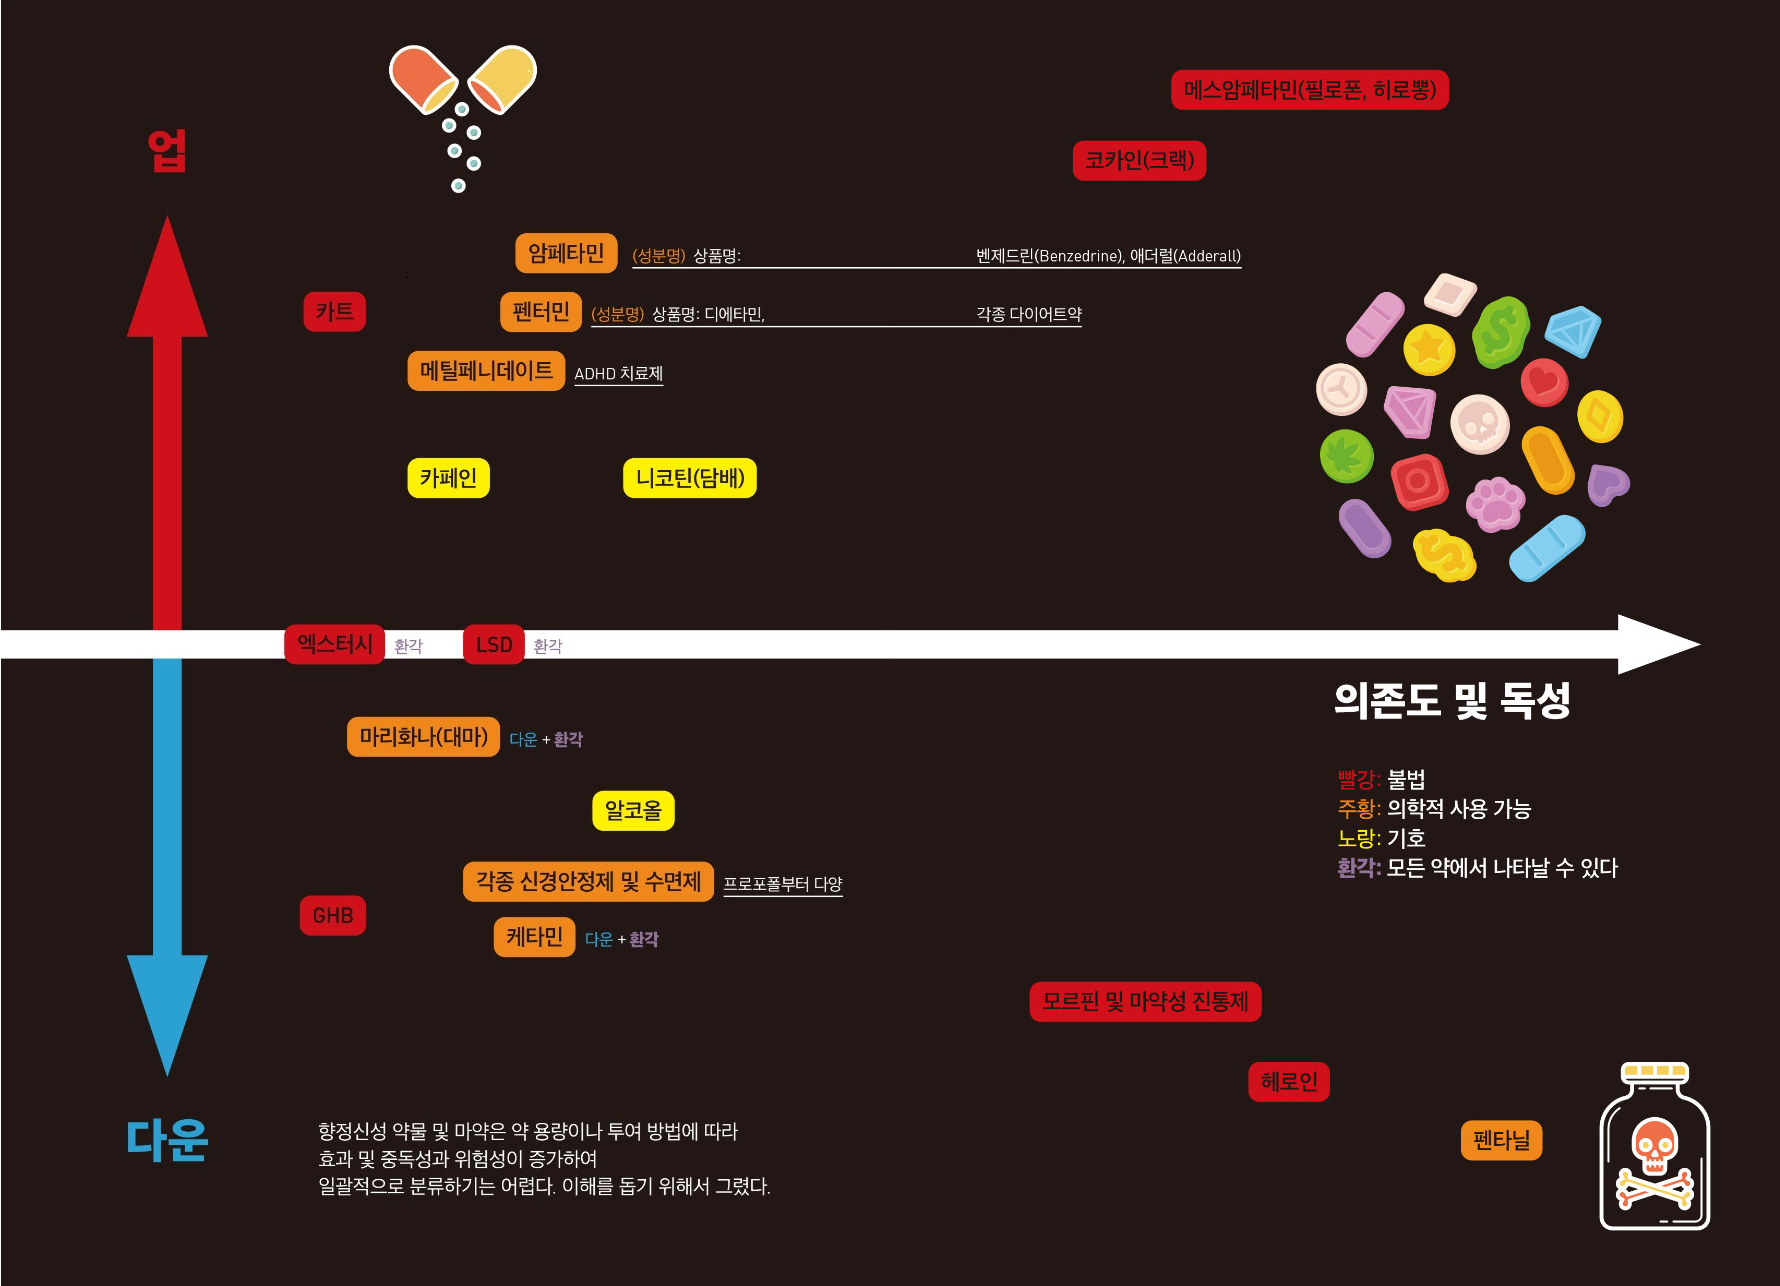 업
메스암페타민(필로폰, 히로뽕)
코카인(크랙)
암페타민 (성분명) 상품명: 벤제드린(Benzedrine), 애더럴(Adderall)
카트 펜터민 (성분명) 상품명: 디에타민, 각종 다이어트약
메틸페니데이트 ADHD 치료제
카페인 니코틴(담배)
엑스터시 환각 LSD 환각
의존도 및 독성
마리화나(대마) 다운 + 환각
빨강: 불법
주황: 의학적 사용 가능
노랑: 기호
환각: 모든 약에서 나타날 수 있다
알코올
각종 신경안정제 및 수면제 프로포폴부터 다양
GHB
케타민 다운 + 환각
모르핀 및 마약성 진통제
헤로인
펜타닐
다운
향정신성 약물 및 마약은 약 용량이나 투여 방법에 따라
효과 및 중독성과 위험성이 증가하여
일괄적으로 분류하기는 어렵다. 이해를 돕기 위해서 그렸다.